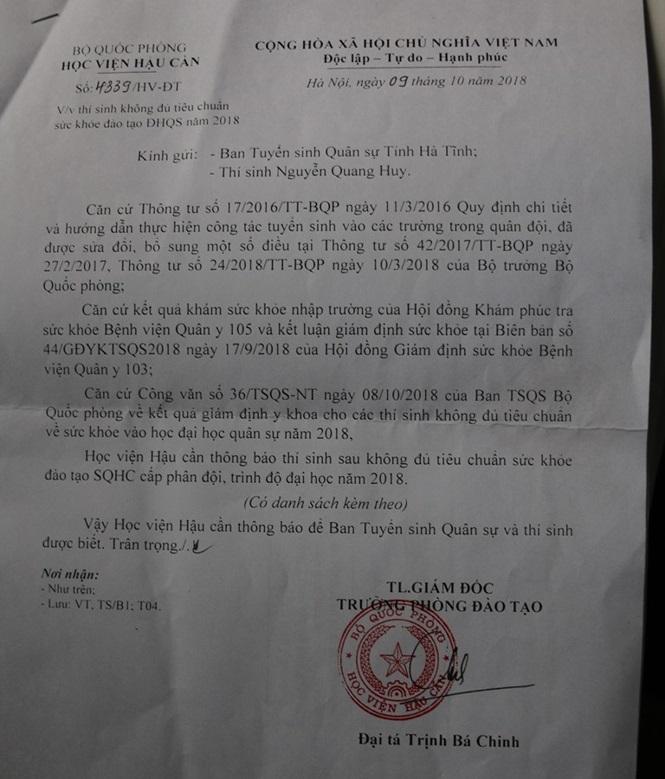 BỘ QUỐC PHÒNG
HỌC VIỆN HẬU CẦN
Số: 4339/HV-ĐT
V/v thí sinh không đủ tiêu chuẩn
sức khỏe đào tạo ĐHQS năm 2018
CỘNG HÒA XÃ HỘI CHỦ NGHĨA VIỆT NAM
Độc lập – Tự do – Hạnh phúc
Hà Nội, ngày 09 tháng 10 năm 2018
Kính gửi: - Ban Tuyển sinh Quân sự Tỉnh Hà Tĩnh;
- Thí sinh Nguyễn Quang Huy.
Căn cứ Thông tư số 17/2016/TT-BQP ngày 11/3/2016 Quy định chi tiết
và hướng dẫn thực hiện công tác tuyển sinh vào các trường trong quân đội, đã
được sửa đổi, bổ sung một số điều tại Thông tư số 42/2017/TT-BQP ngày
27/2/2017, Thông tư số 24/2018/TT-BQP ngày 10/3/2018 của Bộ trưởng Bộ
Quốc phòng;
Căn cứ kết quả khám sức khỏe nhập trường của Hội đồng Khám phúc tra
sức khỏe Bệnh viện Quân y 105 và kết luận giám định sức khỏe tại Biên bản số
44/GĐYKTSQS2018 ngày 17/9/2018 của Hội đồng Giám định sức khỏe Bệnh
viện Quân y 103;
Căn cứ Công văn số 36/TSQS-NT ngày 08/10/2018 của Ban TSQS Bộ
Quốc phòng về kết quả giám định y khoa cho các thí sinh không đủ tiêu chuẩn
về sức khỏe vào học đại học quân sự năm 2018,
Học viện Hậu cần thông báo thí sinh sau không đủ tiêu chuẩn sức khỏe
đào tạo SQHC cấp phân đội, trình độ đại học năm 2018.
(Có danh sách kèm theo)
Vậy Học viện Hậu cần thông báo để Ban Tuyển sinh Quân sự và thí sinh
được biết. Trân trọng./.
Nơi nhận:
- Như trên;
- Lưu: VT, TS/B1; T04.
TL.GIÁM ĐỐC
TRƯỞNG PHÒNG ĐÀO TẠO
BỘ QUỐC PHÒNG
HỌC VIỆN HẬU CẦN
Đại tá Trịnh Bá Chinh